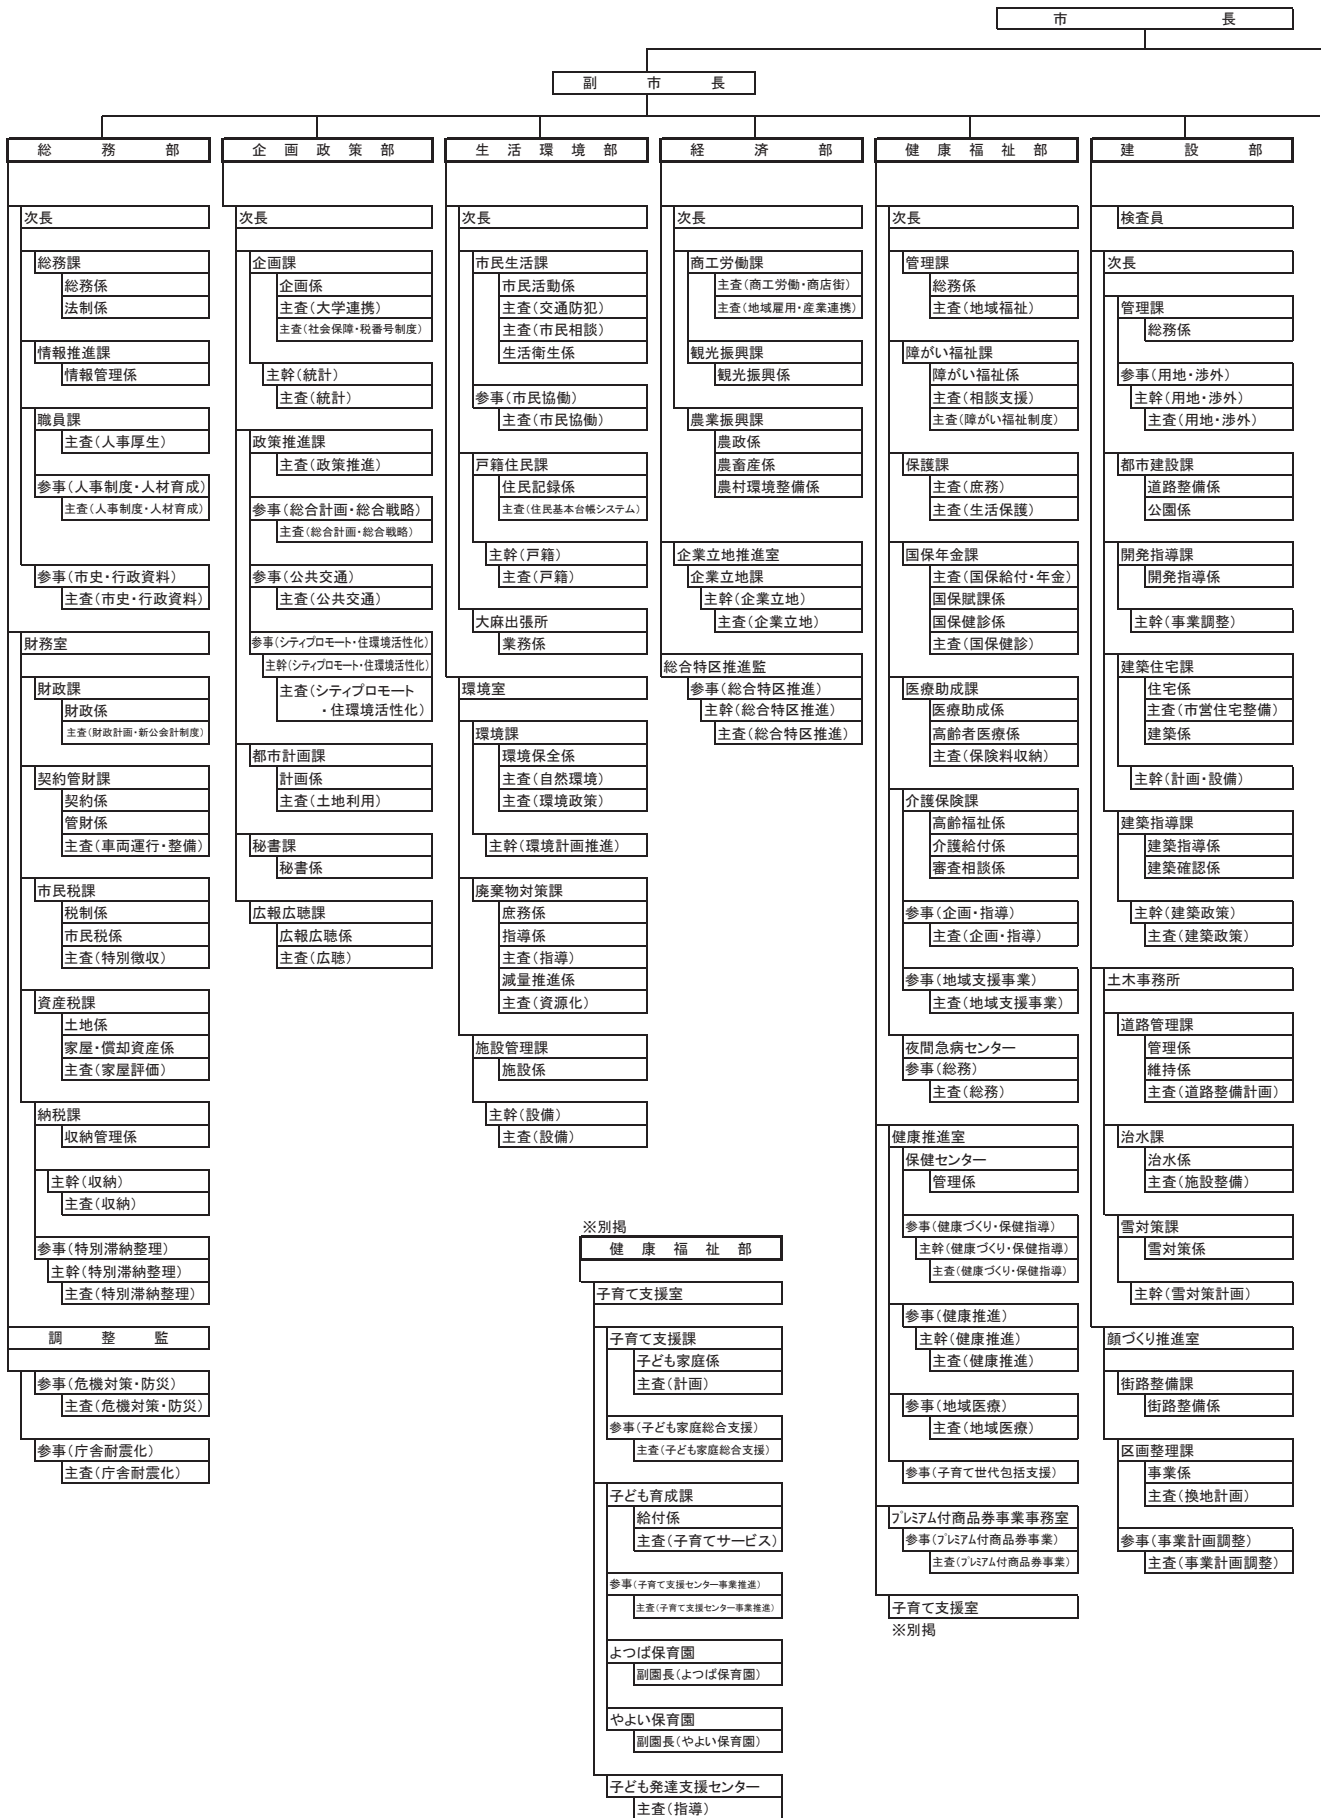 市長
副市長
総務部
次長
総務課
総務係
法制係
情報推進課
情報管理係
職員課
主査(人事厚生)
参事(人事制度・人材育成)
主査(人事制度・人材育成)
参事(市史・行政資料)
主査(市史・行政資料)
財務室
財政課
財政係
主査(財政計画・新公会計制度)
契約管財課
契約係
管財係
主査(車両運行・整備)
市民税課
税制係
市民税係
主査(特別徴収)
資産税課
土地係
家屋・償却資産係
主査(家屋評価)
納税課
収納管理係
主幹(収納)
主査(収納)
参事(特別滞納整理)
主幹(特別滞納整理)
主査(特別滞納整理)
調整監
参事(危機対策・防災)
主査(危機対策・防災)
参事(庁舎耐震化)
主査(庁舎耐震化)
企画政策部
次長
企画課
企画係
主査(大学連携)
主査(社会保障・税番号制度)
主幹(統計)
主査(統計)
政策推進課
主査(政策推進)
参事(総合計画・総合戦略)
主査(総合計画・総合戦略)
参事(公共交通)
主査(公共交通)
参事(シティプロモート・住環境活性化)
主幹(シティプロモート・住環境活性化)
主査(シティプロモート
・住環境活性化)
都市計画課
計画係
主査(土地利用)
秘書課
秘書係
広報広聴課
広報広聴係
主査(広聴)
生活環境部
次長
市民生活課
市民活動係
主査(交通防犯)
主査(市民相談)
生活衛生係
参事(市民協働)
主査(市民協働)
戸籍住民課
住民記録係
主査(住民基本台帳システム)
主幹(戸籍)
主査(戸籍)
大麻出張所
業務係
環境室
環境課
環境保全係
主査(自然環境)
主査(環境政策)
主幹(環境計画推進)
廃棄物対策課
庶務係
指導係
主査(指導)
減量推進係
主査(資源化)
施設管理課
施設係
主幹(設備)
主査(設備)
経済部
次長
商工労働課
主査(商工労働・商店街)
主査(地域雇用・産業連携)
観光振興課
観光振興係
農業振興課
農政係
農畜産係
農村環境整備係
企業立地推進室
企業立地課
主幹(企業立地)
主査(企業立地)
総合特区推進監
参事(総合特区推進)
主幹(総合特区推進)
主査(総合特区推進)
健康福祉部
次長
管理課
総務係
主査(地域福祉)
障がい福祉課
障がい福祉係
主査(相談支援)
主査(障がい福祉制度)
保護課
主査(庶務)
主査(生活保護)
国保年金課
主査(国保給付・年金)
国保賦課係
国保健診係
主査(国保健診)
医療助成課
医療助成係
高齢者医療係
主査(保険料収納)
介護保険課
高齢福祉係
介護給付係
審査相談係
参事(企画・指導)
主査(企画・指導)
参事(地域支援事業)
主査(地域支援事業)
夜間急病センター
参事(総務)
主査(総務)
健康推進室
保健センター
管理係
参事(健康づくり・保健指導)
主幹(健康づくり・保健指導)
主査(健康づくり・保健指導)
参事(健康推進)
主幹(健康推進)
主査(健康推進)
参事(地域医療)
主査(地域医療)
参事(子育て世代包括支援)
プレミアム付商品券事業事務室
参事(プレミアム付商品券事業)
主査(プレミアム付商品券事業)
子育て支援室
※別掲
建設部
検査員
次長
管理課
総務係
参事(用地・渉外)
主幹(用地・渉外)
主査(用地・渉外)
都市建設課
道路整備係
公園係
開発指導課
開発指導係
主幹(事業調整)
建築住宅課
住宅係
主査(市営住宅整備)
建築係
主幹(計画・設備)
建築指導課
建築指導係
建築確認係
主幹(建築政策)
主査(建築政策)
土木事務所
道路管理課
管理係
維持係
主査(道路整備計画)
治水課
治水係
主査(施設整備)
雪対策課
雪対策係
主幹(雪対策計画)
顔づくり推進室
街路整備課
街路整備係
区画整理課
事業係
主査(換地計画)
参事(事業計画調整)
主査(事業計画調整)
※別掲
健康福祉部
子育て支援室
子育て支援課
子ども家庭係
主査(計画)
参事(子ども家庭総合支援)
主査(子ども家庭総合支援)
子ども育成課
給付係
主査(子育てサービス)
参事(子育て支援センター事業推進)
主査(子育て支援センター事業推進)
よつば保育園
副園長(よつば保育園)
やよい保育園
副園長(やよい保育園)
子ども発達支援センター
主査(指導)